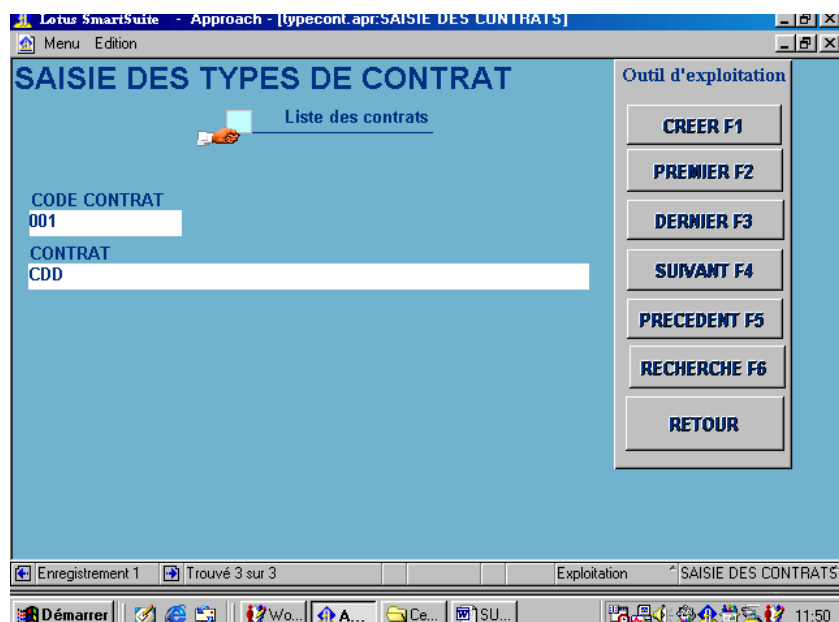 Lotus SmartSuite - Approach - [typecont.apr:SAISIE DES CONTRATS]
Menu Edition
SAISIE DES TYPES DE CONTRAT
Outil d'exploitation
Liste des contrats
CREER F1
PREMIER F2
CODE CONTRAT
001
DERNIER F3
CONTRAT
CDD
SUIVANT F4
PRECEDENT F5
RECHERCHE F6
RETOUR
Enregistrement 1 Trouvé 3 sur 3 Exploitation SAISIE DES CONTRATS
Démarrer Wo... A... Ce... SU... 11:50